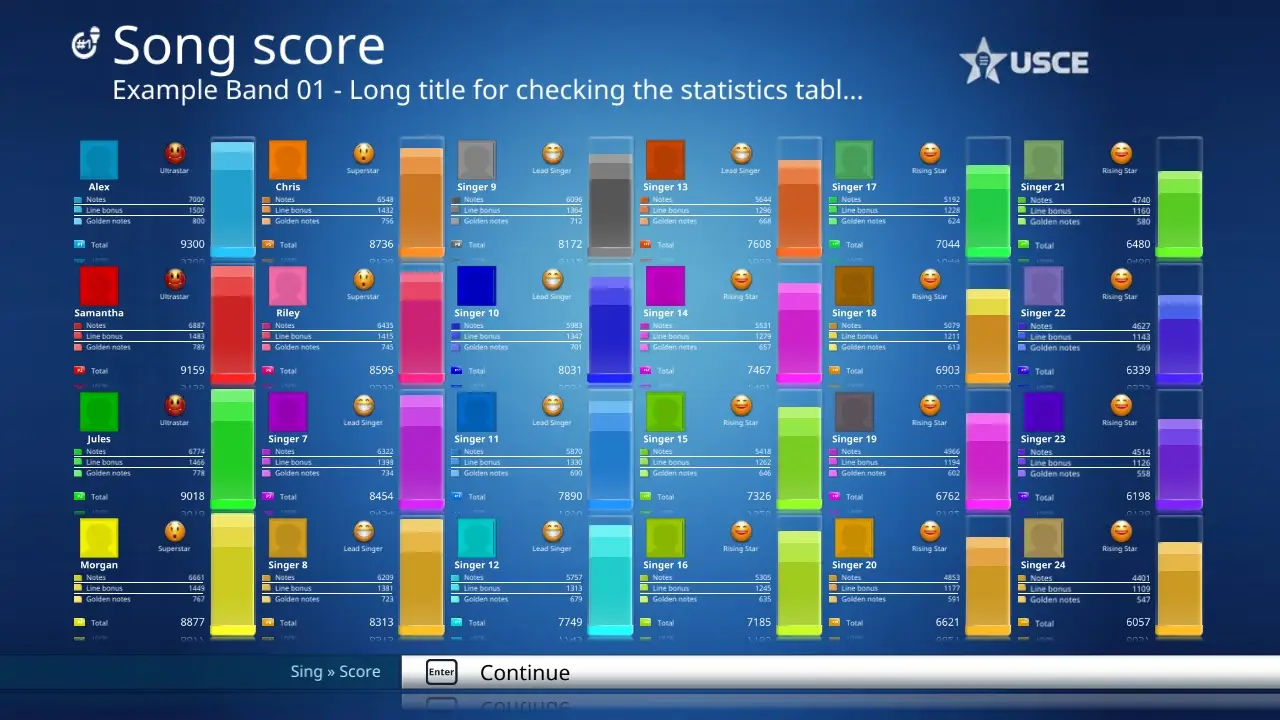 #1
Song score
USCE
Example Band 01 - Long title for checking the statistics tabl...
Ultrastar
Alex
Notes 7000
Line bonus 1500
Golden notes 800
Total 9300
Superstar
Chris
Notes 6548
Line bonus 1432
Golden notes 756
Total 8736
Lead Singer
Singer 9
Notes 6096
Line bonus 1364
Golden notes 712
Total 8172
Lead Singer
Singer 13
Notes 5644
Line bonus 1296
Golden notes 668
Total 7608
Rising Star
Singer 17
Notes 5192
Line bonus 1228
Golden notes 624
Total 7044
Rising Star
Singer 21
Notes 4740
Line bonus 1160
Golden notes 580
Total 6480
Ultrastar
Samantha
Notes 6887
Line bonus 1483
Golden notes 789
Total 9159
Superstar
Riley
Notes 6435
Line bonus 1415
Golden notes 745
Total 8595
Lead Singer
Singer 10
Notes 5983
Line bonus 1347
Golden notes 701
Total 8031
Rising Star
Singer 14
Notes 5531
Line bonus 1279
Golden notes 657
Total 7467
Rising Star
Singer 18
Notes 5079
Line bonus 1211
Golden notes 613
Total 6903
Rising Star
Singer 22
Notes 4627
Line bonus 1143
Golden notes 569
Total 6339
Ultrastar
Jules
Notes 6774
Line bonus 1466
Golden notes 778
Total 9018
Lead Singer
Singer 7
Notes 6322
Line bonus 1398
Golden notes 734
Total 8454
Lead Singer
Singer 11
Notes 5870
Line bonus 1330
Golden notes 690
Total 7890
Rising Star
Singer 15
Notes 5418
Line bonus 1262
Golden notes 646
Total 7326
Rising Star
Singer 19
Notes 4966
Line bonus 1194
Golden notes 602
Total 6762
Rising Star
Singer 23
Notes 4514
Line bonus 1126
Golden notes 558
Total 6198
Superstar
Morgan
Notes 6661
Line bonus 1449
Golden notes 767
Total 8877
Lead Singer
Singer 8
Notes 6209
Line bonus 1381
Golden notes 723
Total 8313
Lead Singer
Singer 12
Notes 5757
Line bonus 1313
Golden notes 679
Total 7749
Rising Star
Singer 16
Notes 5305
Line bonus 1245
Golden notes 635
Total 7185
Rising Star
Singer 20
Notes 4853
Line bonus 1177
Golden notes 591
Total 6621
Rising Star
Singer 24
Notes 4401
Line bonus 1109
Golden notes 547
Total 6057
Sing » Score
Enter Continue